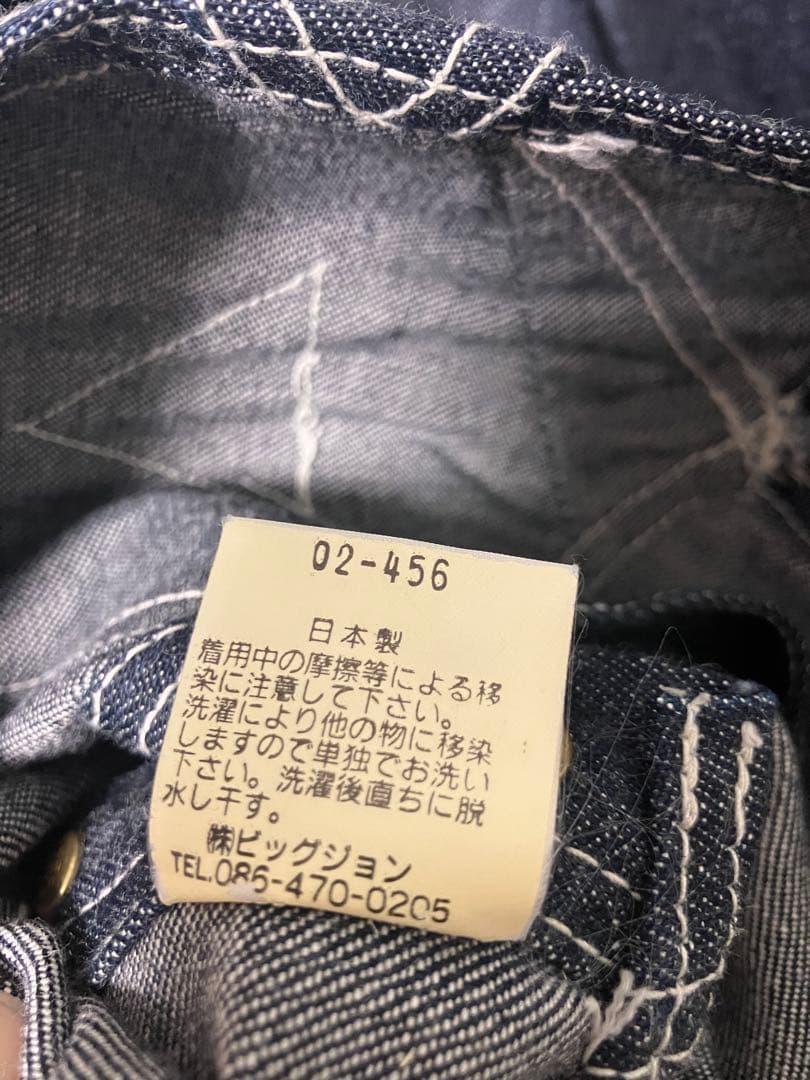 02-456
日本製
着用中の摩擦等による移
染に注意して下さい。
洗濯により他の物に移染
しますので単独でお洗い
下さい。洗濯後直ちに脱
水し干す。
㈱ビッグジョン
TEL.086-470-0205